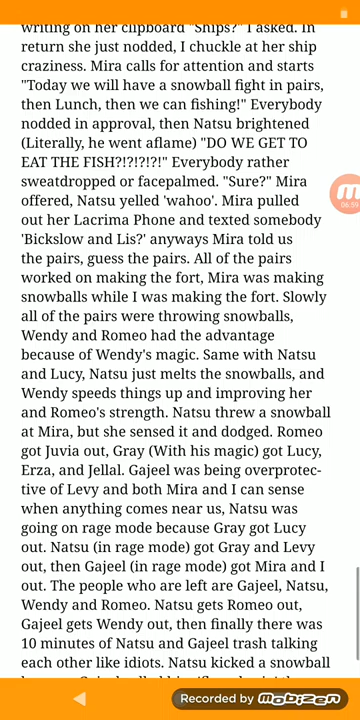 writing on her clipboard "Ships?" I asked. In
return she just nodded, I chuckle at her ship
craziness. Mira calls for attention and starts
"Today we will have a snowball fight in pairs,
then Lunch, then we can fishing!" Everybody
nodded in approval, then Natsu brightened
(Literally, he went aflame) "DO WE GET TO
EAT THE FISH?!?!?!?!" Everybody rather
sweatdropped or facepalmed. "Sure?" Mira
offered, Natsu yelled 'wahoo'. Mira pulled
out her Lacrima Phone and texted somebody
'Bickslow and Lis?' anyways Mira told us
the pairs, guess the pairs. All of the pairs
worked on making the fort, Mira was making
snowballs while I was making the fort. Slowly
all of the pairs were throwing snowballs,
Wendy and Romeo had the advantage
because of Wendy's magic. Same with Natsu
and Lucy, Natsu just melts the snowballs, and
Wendy speeds things up and improving her
and Romeo's strength. Natsu threw a snowball
at Mira, but she sensed it and dodged. Romeo
got Juvia out, Gray (With his magic) got Lucy,
Erza, and Jellal. Gajeel was being overprotec-
tive of Levy and both Mira and I can sense
when anything comes near us, Natsu was
going on rage mode because Gray got Lucy
out. Natsu (in rage mode) got Gray and Levy
out, then Gajeel (in rage mode) got Mira and I
out. The people who are left are Gajeel, Natsu,
Wendy and Romeo. Natsu gets Romeo out,
Gajeel gets Wendy out, then finally there was
10 minutes of Natsu and Gajeel trash talking
each other like idiots. Natsu kicked a snowball
06:59
Recorded by mobizen